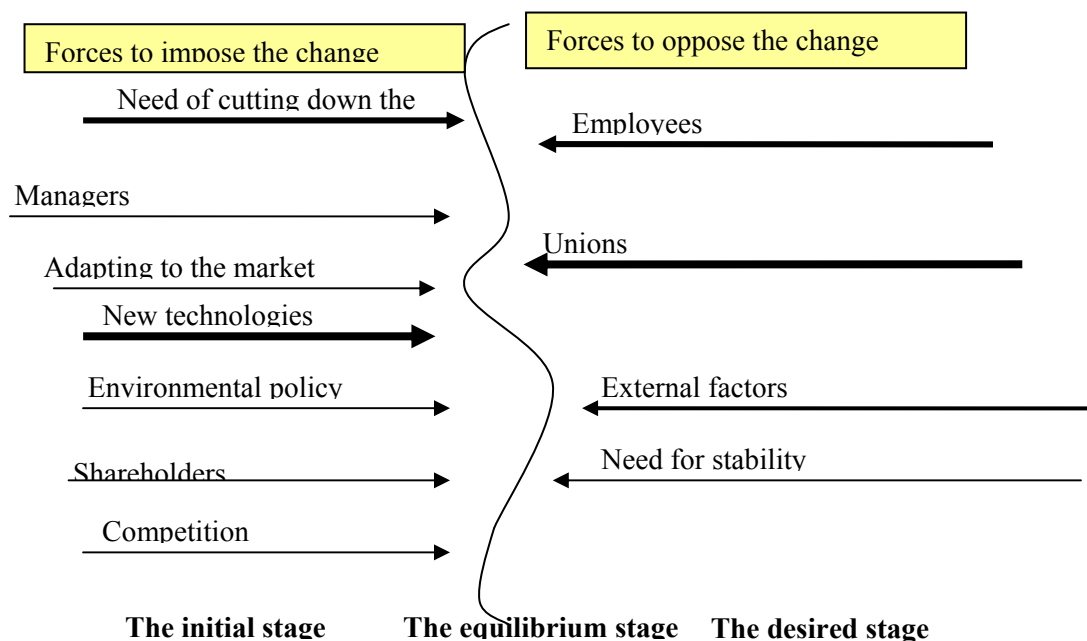 Forces to impose the change
Forces to oppose the change
Need of cutting down the
Employees
Managers
Unions
Adapting to the market
New technologies
Environmental policy
External factors
Shareholders
Need for stability
Competition
The initial stage
The equilibrium stage
The desired stage